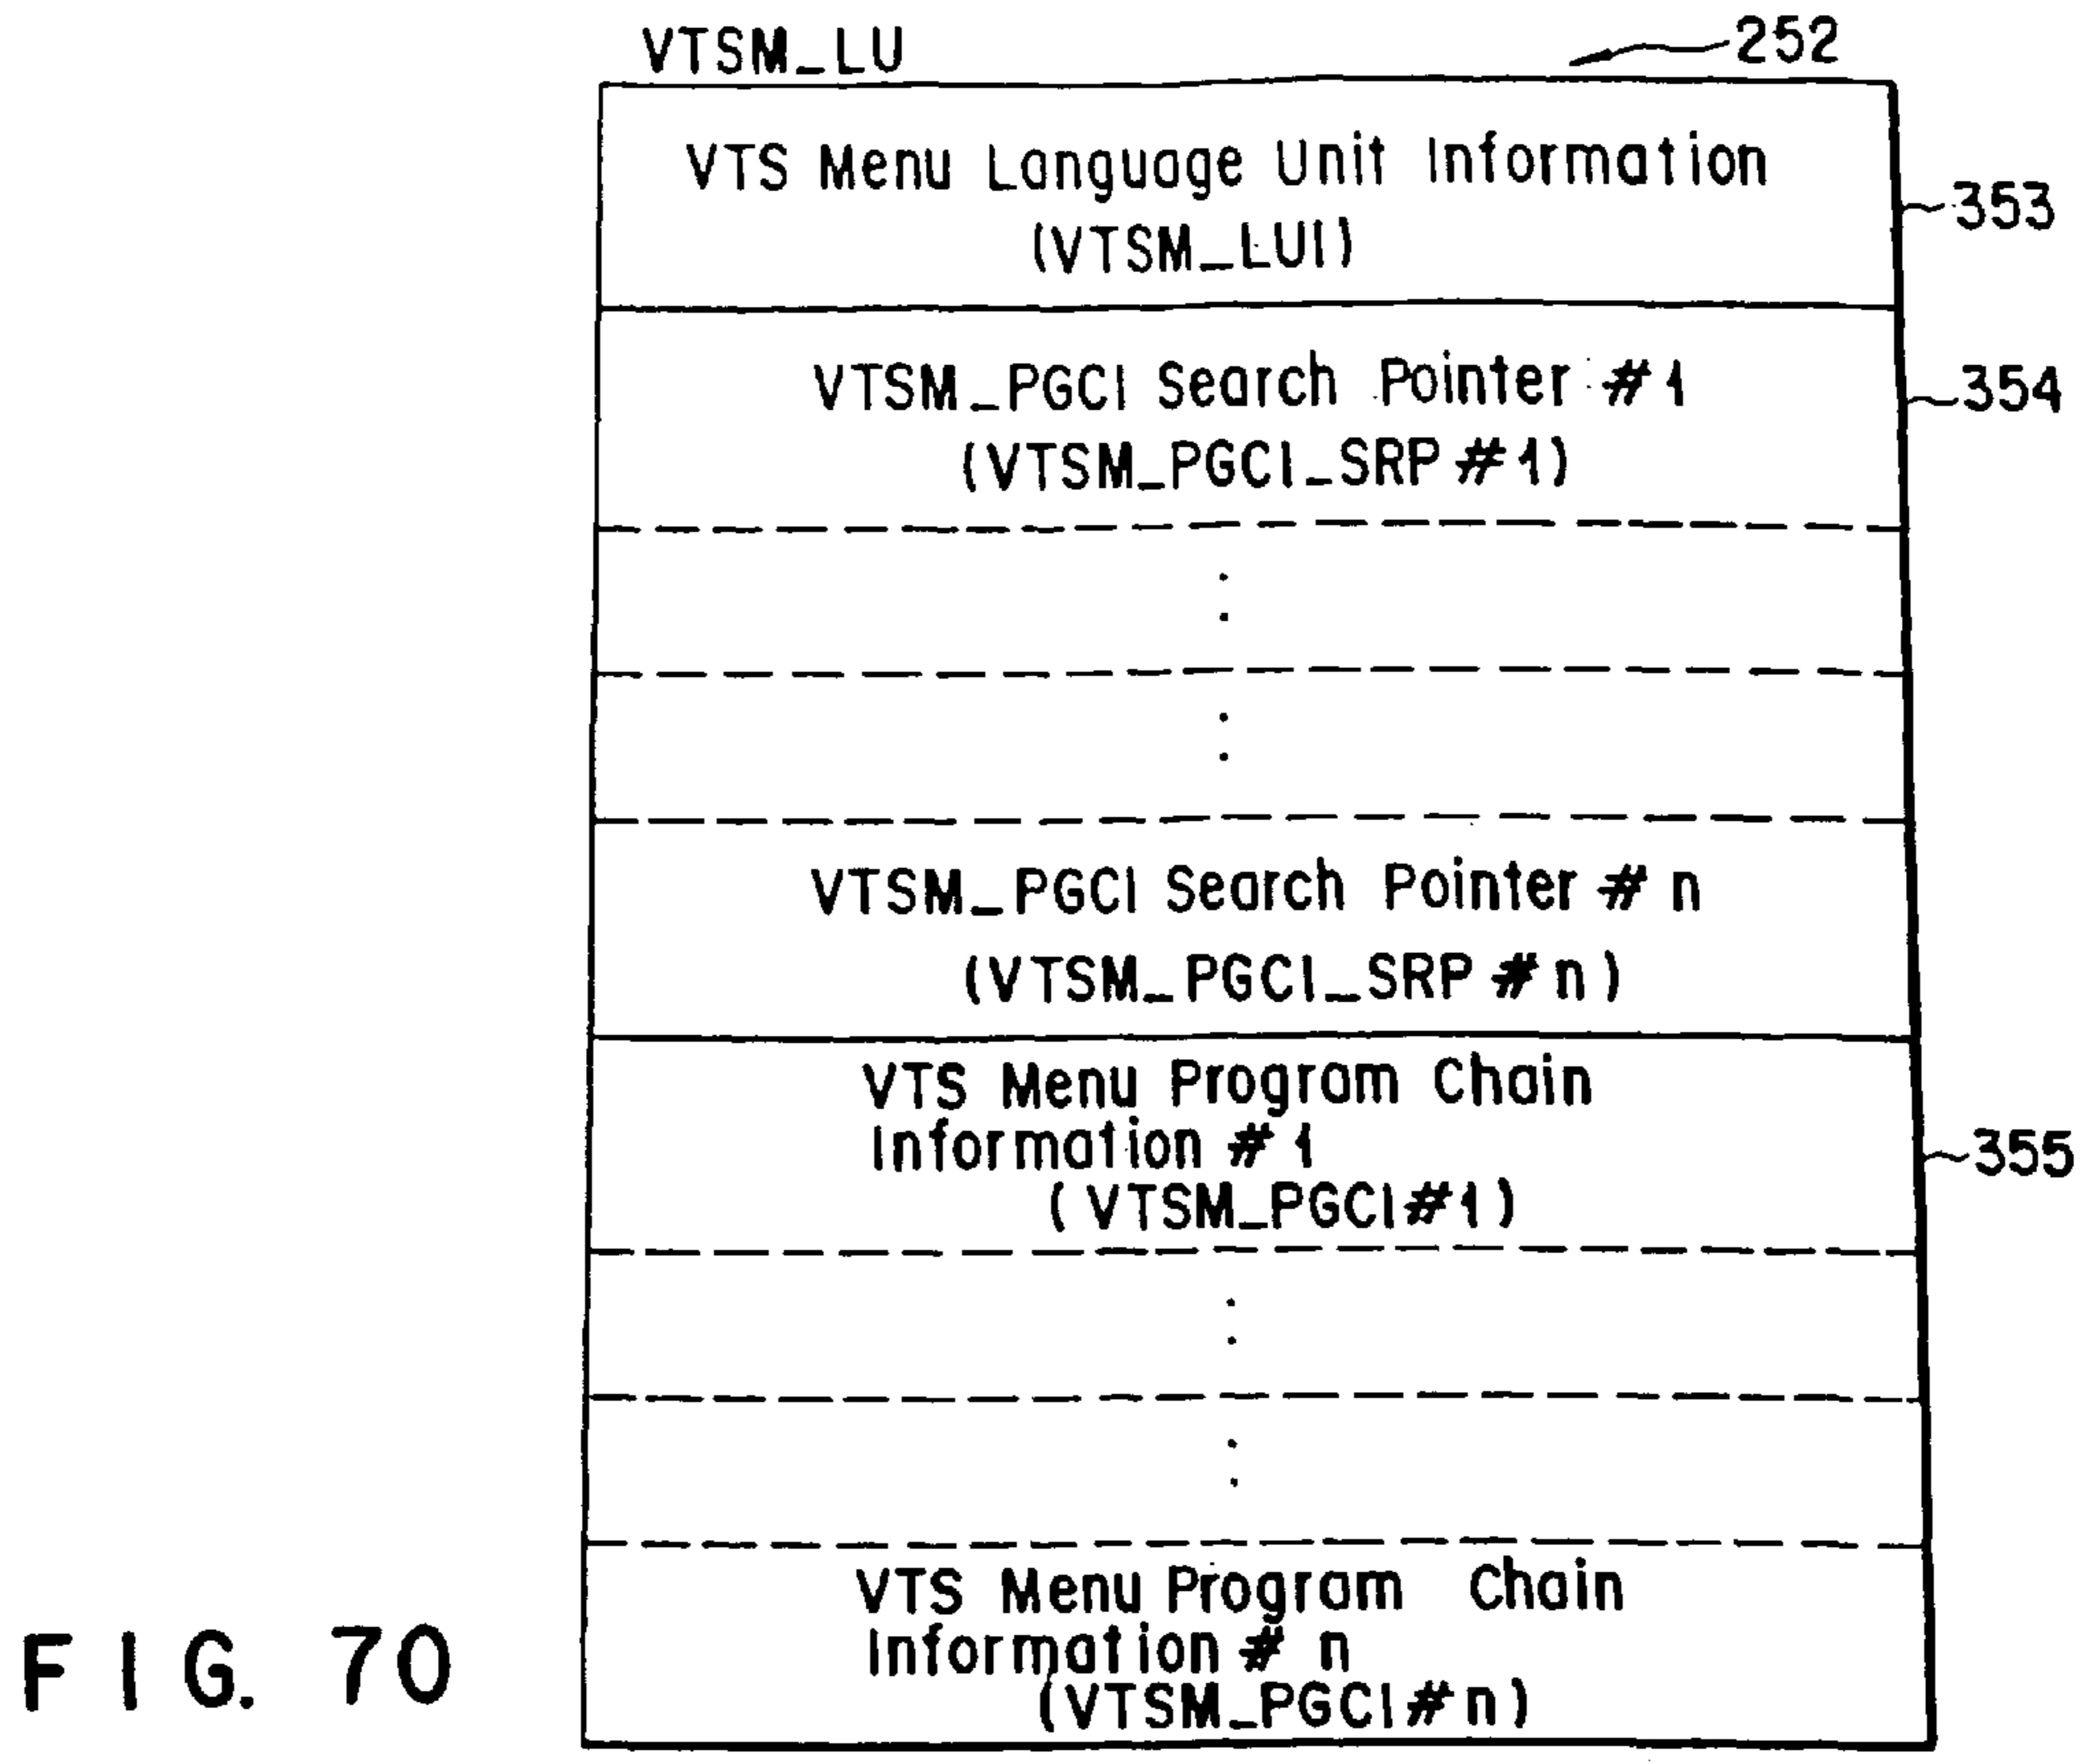 VTSM_LU
252
VTS Menu Language Unit Information
(VTSM_LUI)
353
VTSM_PGCI Search Pointer #1
(VTSM_PGCI_SRP #1)
354
VTSM_PGCI Search Pointer # n
(VTSM_PGCI_SRP # n)
VTS Menu Program Chain
Information # 1
(VTSM_PGCI #1)
355
VTS Menu Program Chain
Information # n
(VTSM_PGCI # n)
FIG. 70